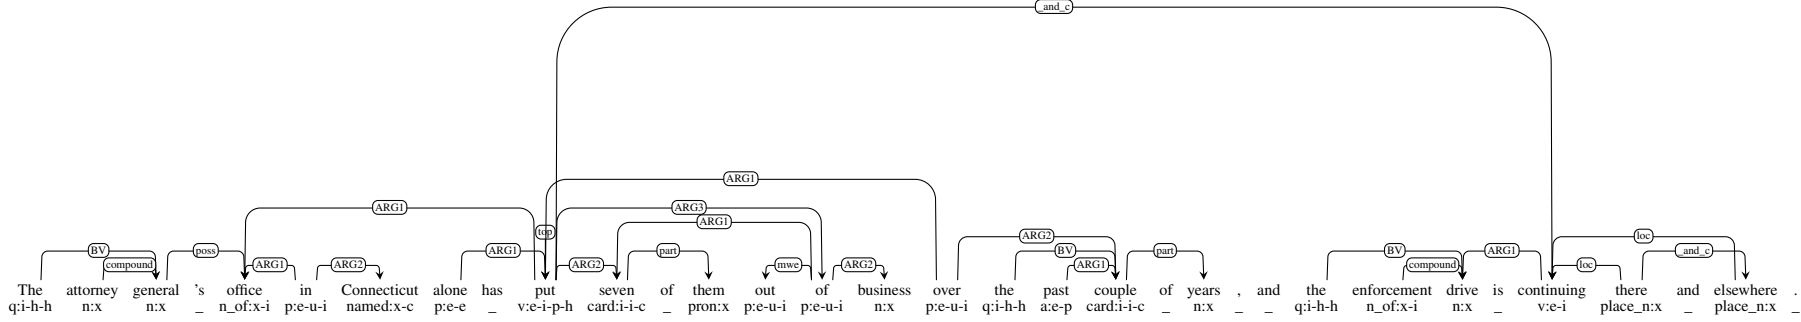 _and_c
ARG1
ARG1 ARG3
ARG1
top
BV poss ARG1 part ARG2 BV part BV ARG1 loc
compound ARG1 ARG2 ARG2 mwe ARG2 ARG1 compound loc _and_c
The attorney general 's office in Connecticut alone has put seven of them out of business over the past couple of years , and the enforcement drive is continuing there and elsewhere .
q:i-h-h n:x n:x _ n_of:x-i p:e-u-i named:x-c p:e-e _ v:e-i-p-h card:i-i-c _ pron:x p:e-u-i p:e-u-i n:x p:e-u-i q:i-h-h a:e-p card:i-i-c _ n:x _ _ q:i-h-h n_of:x-i n:x _ v:e-i place_n:x _ place_n:x _